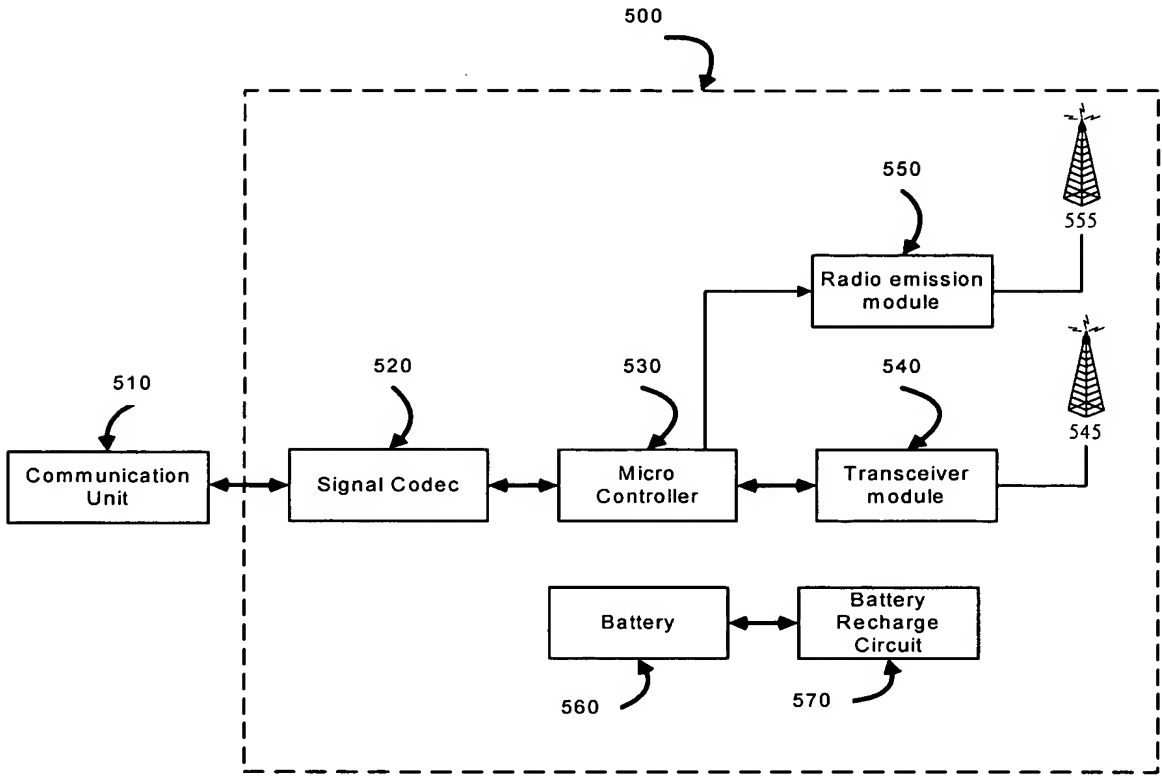 500
550
Radio emission
module
555
510
520
530
540
545
Communication
Unit
Signal Codec
Micro
Controller
Transceiver
module
Battery
Battery
Recharge
Circuit
560
570